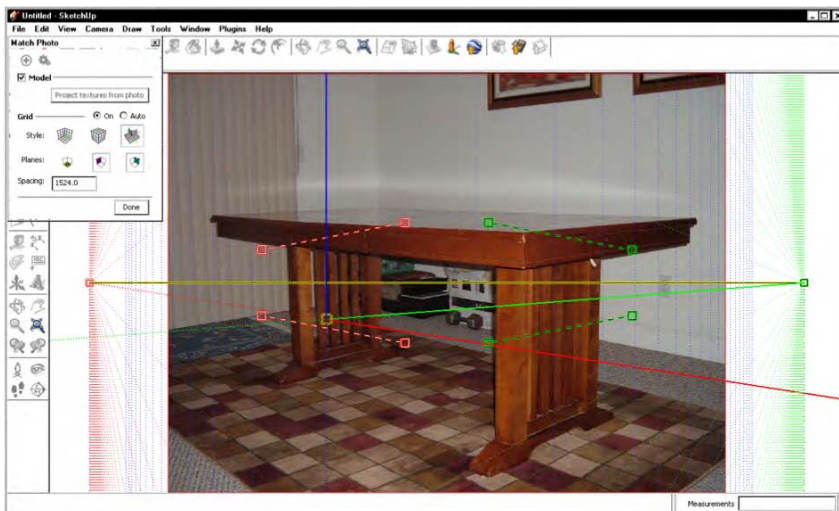 Untitled - SketchUp
File Edit View Camera Draw Tools Window Plugins Help
Match Photo
Model
Project textures from photo
Grid On Auto
Style:
Planes:
Spacing: 1524.0
Done
Measurements